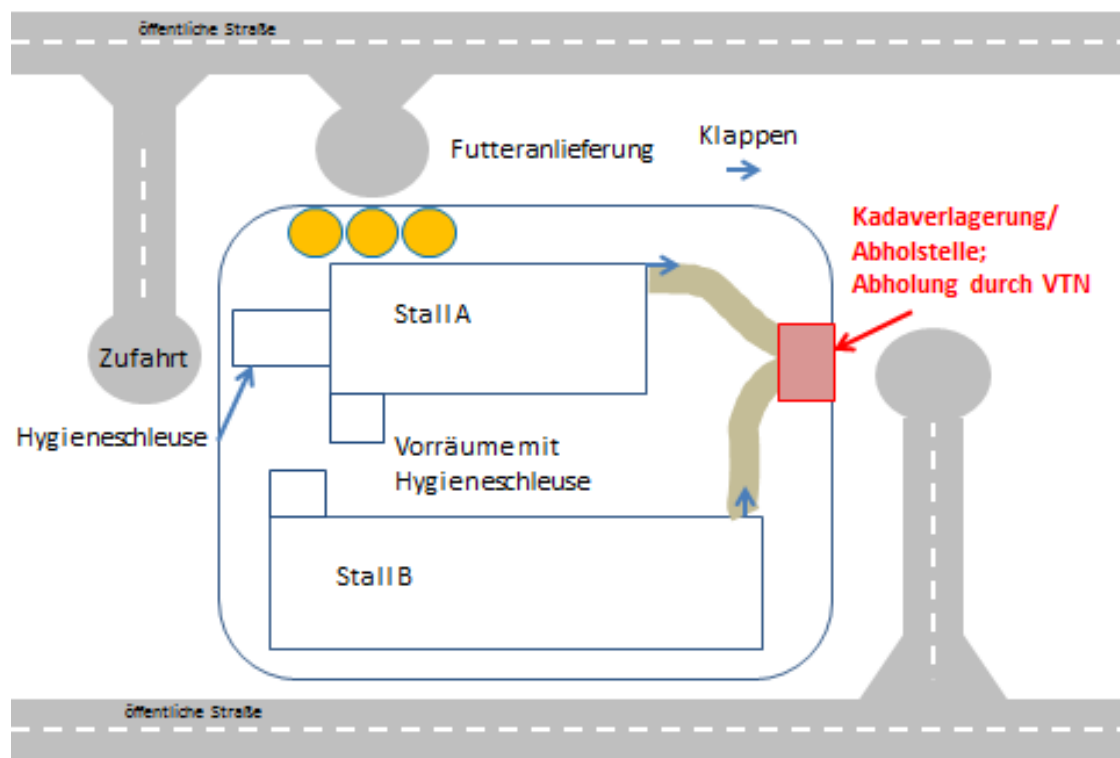 öffentliche Straße
Futteranlieferung
Klappen
Kadaverlagerung/
Abholstelle;
Abholung durch VTN
Stall A
Zufahrt
Hygieneschleuse
Vorräume mit
Hygieneschleuse
Stall B
öffentliche Straße